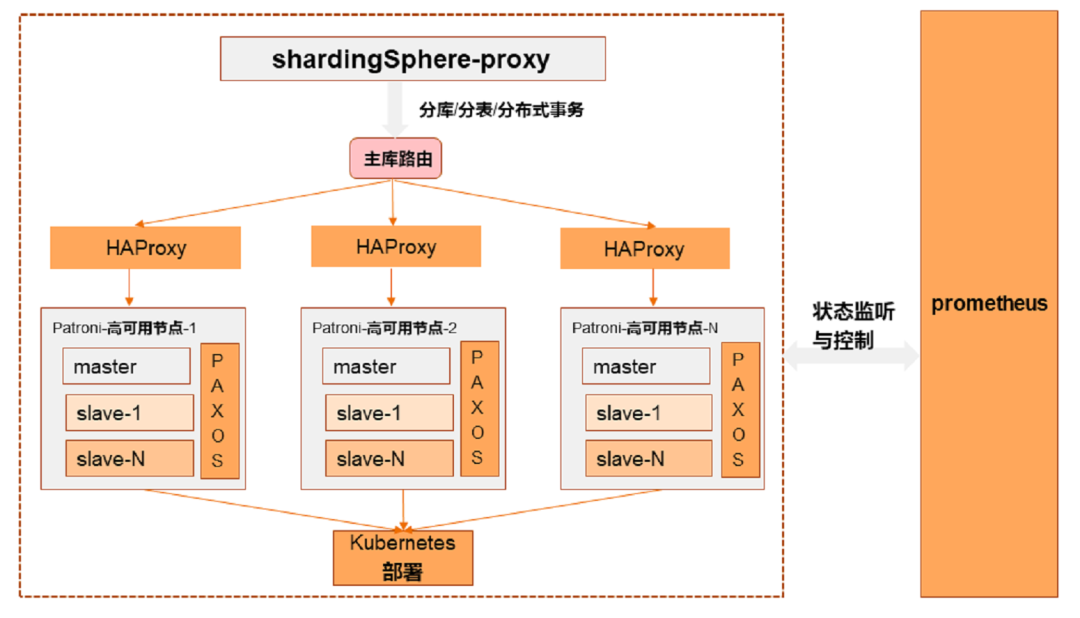 shardingSphere-proxy
分库/分表/分布式事务
主库路由
HAProxy
HAProxy
HAProxy
Patroni-高可用节点-1
master
slave-1
slave-N
P
A
X
O
S
Patroni-高可用节点-2
master
slave-1
slave-N
P
A
X
O
S
Patroni-高可用节点-N
master
slave-1
slave-N
P
A
X
O
S
Kubernetes
部署
状态监听
与控制
prometheus